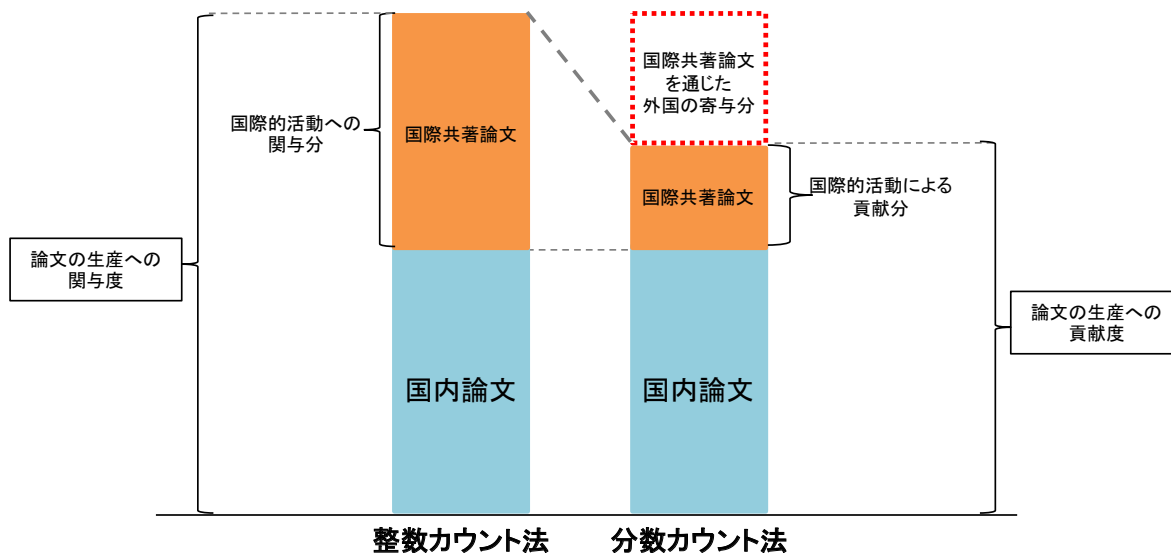 論文の生産への
関与度
国際的活動への
関与分
国際共著論文
国内論文
整数カウント法
国際共著論文
を通じた
外国の寄与分
国際共著論文
国内論文
分数カウント法
国際的活動による
貢献分
論文の生産への
貢献度